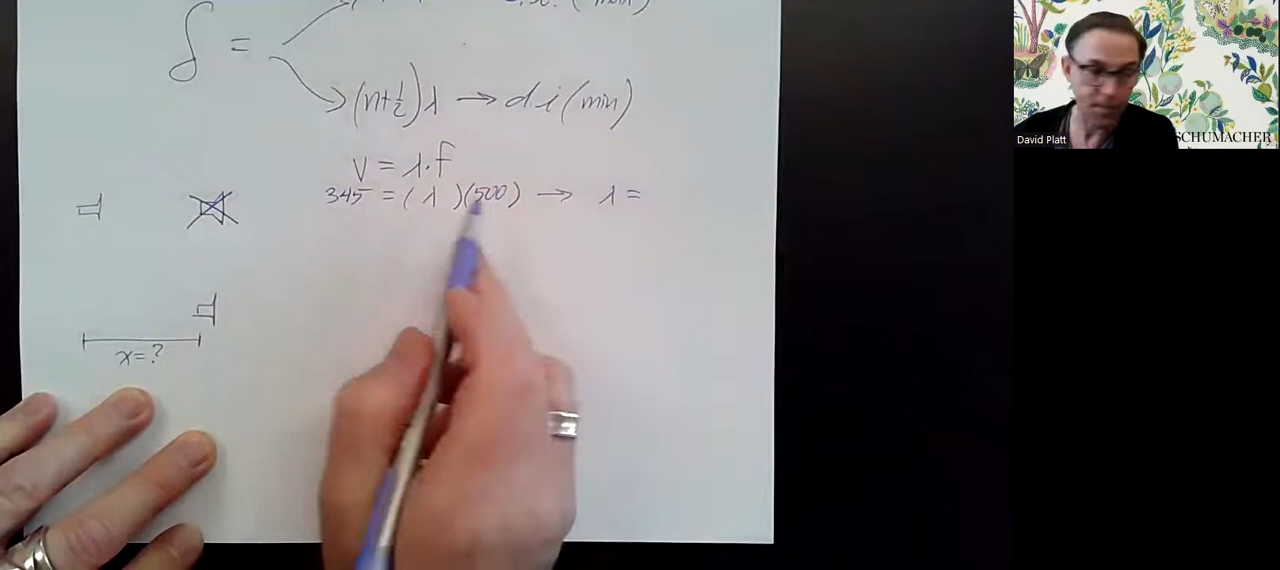 δ =
(n+½)λ → d.i (min)
v = λ·f
345 = (λ)(500) → λ =
x=?
David Platt
SCHUMACHER